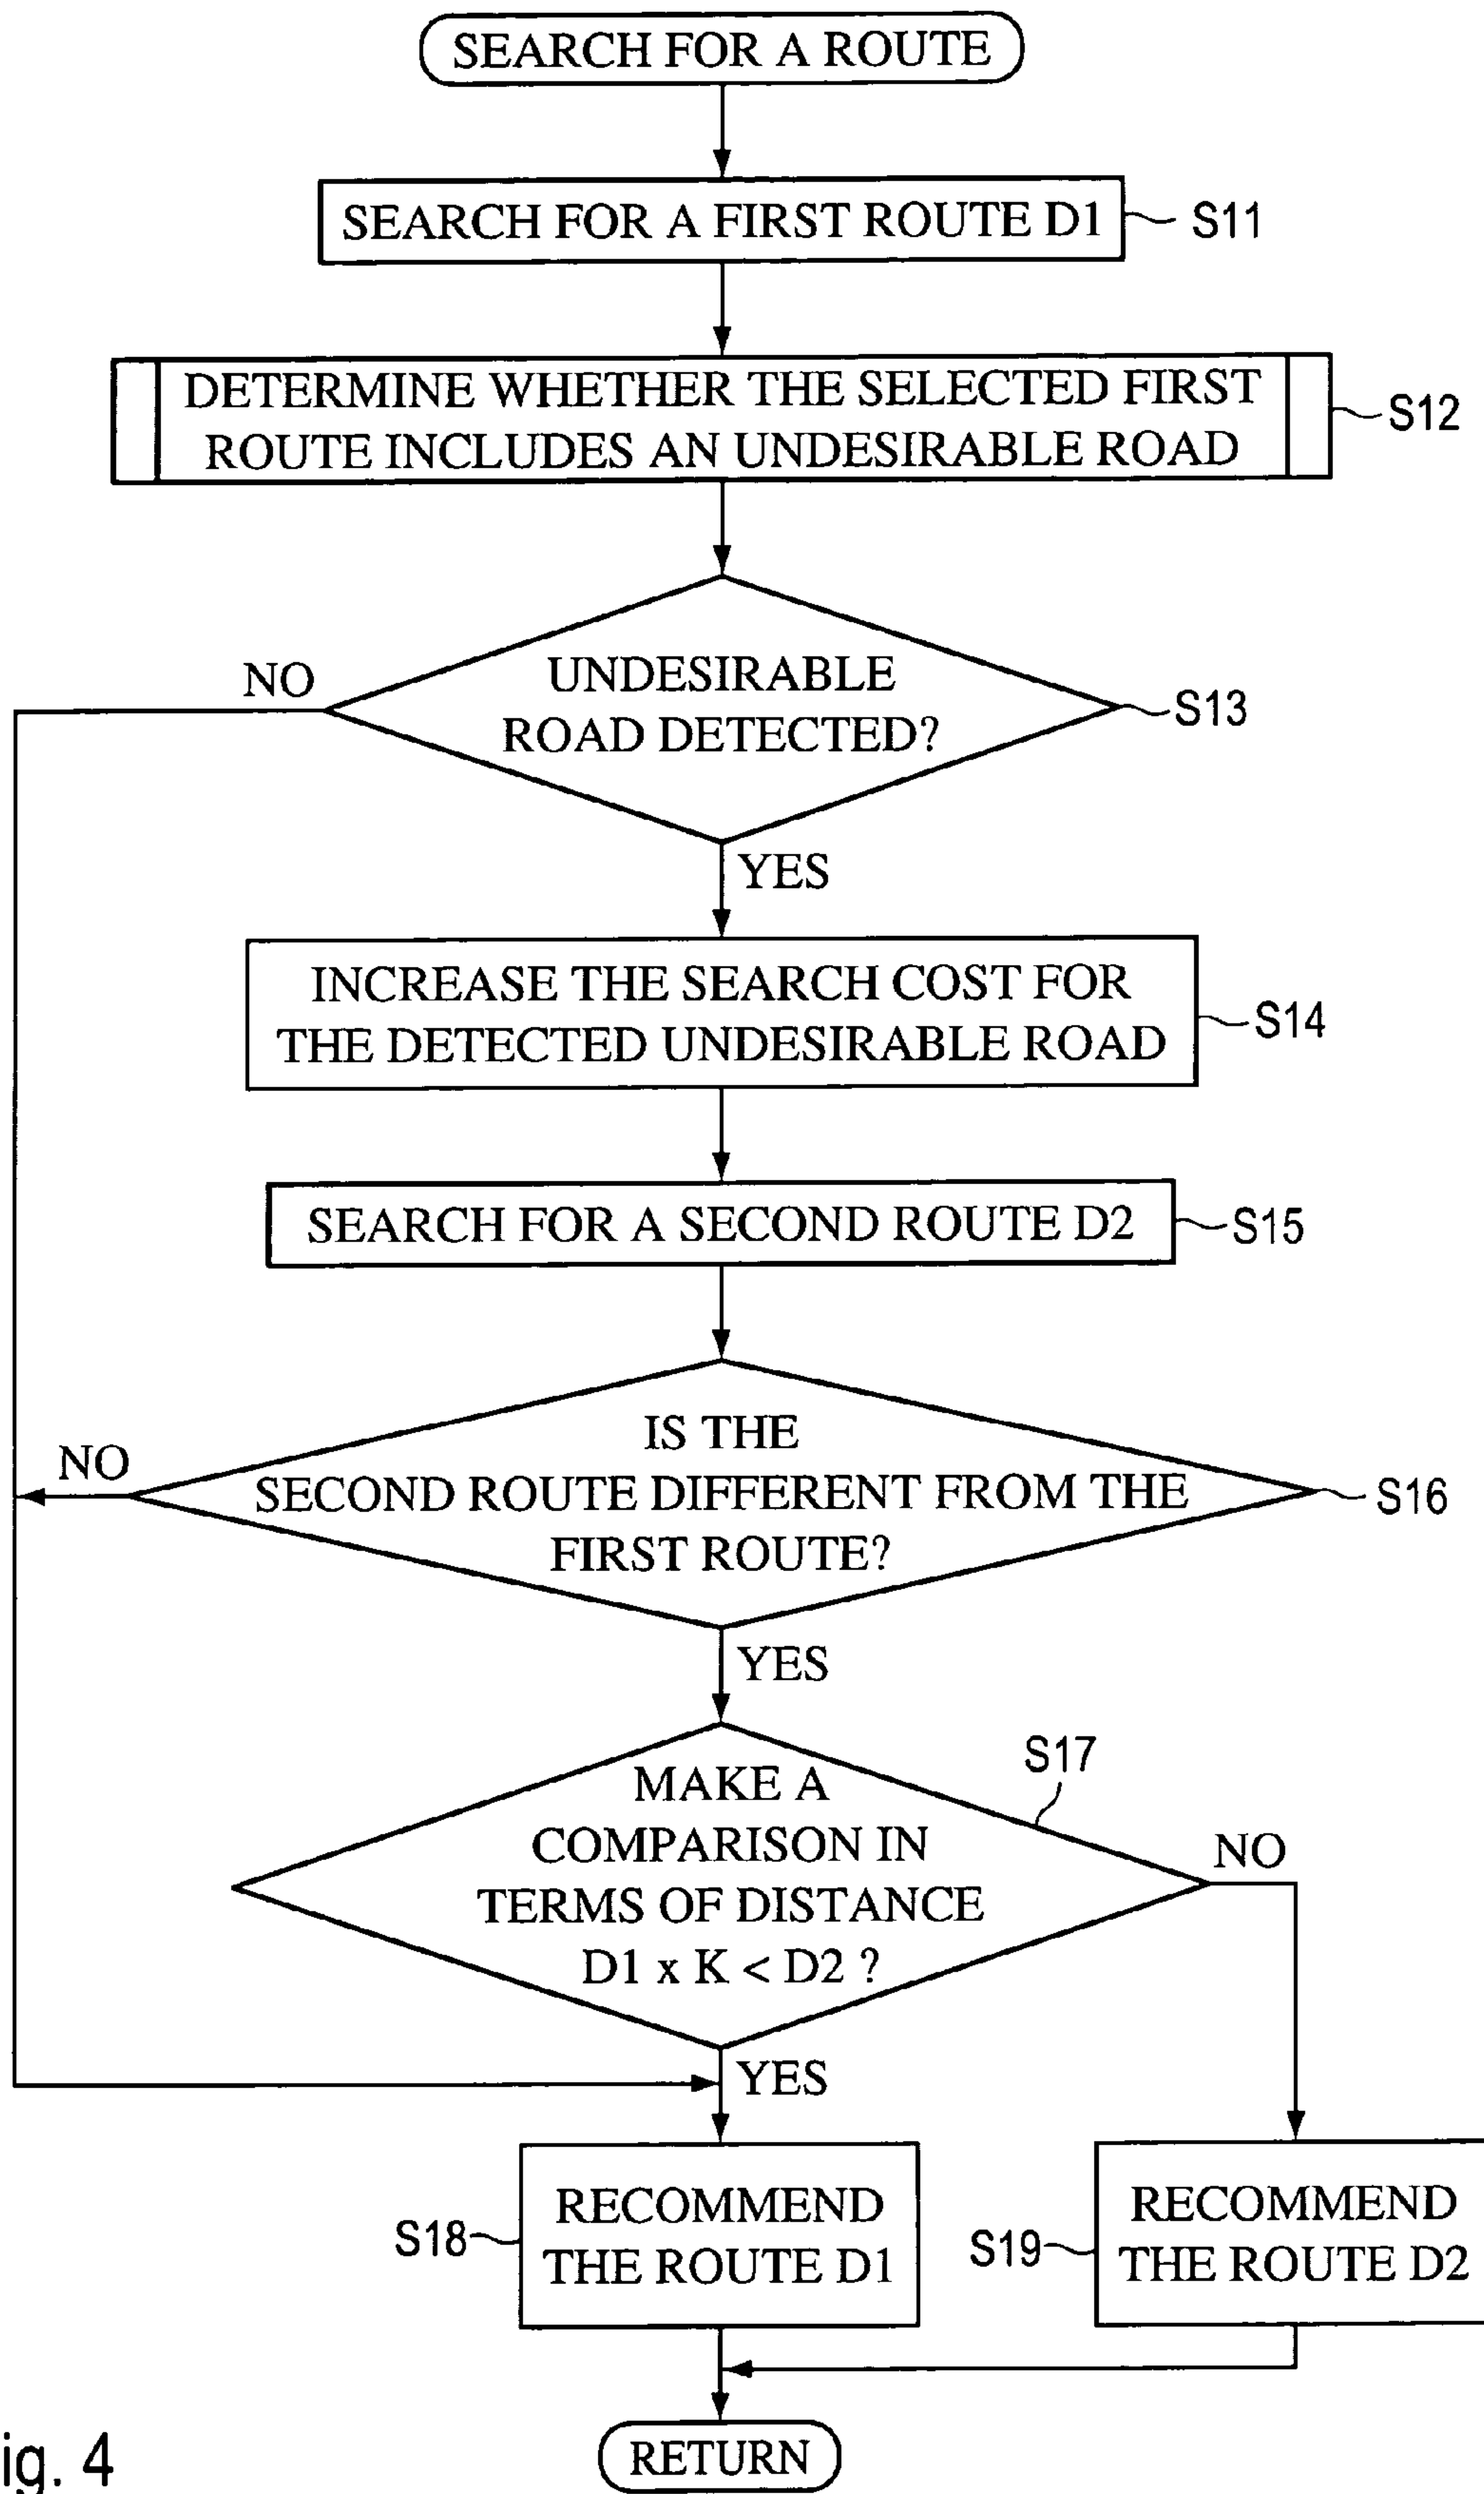 SEARCH FOR A ROUTE
SEARCH FOR A FIRST ROUTE D1
S11
DETERMINE WHETHER THE SELECTED FIRST
ROUTE INCLUDES AN UNDESIRABLE ROAD
S12
NO
UNDESIRABLE
ROAD DETECTED?
S13
YES
INCREASE THE SEARCH COST FOR
THE DETECTED UNDESIRABLE ROAD
S14
SEARCH FOR A SECOND ROUTE D2
S15
NO
IS THE
SECOND ROUTE DIFFERENT FROM THE
FIRST ROUTE?
S16
YES
S17
MAKE A
COMPARISON IN
TERMS OF DISTANCE
D1 x K < D2 ?
NO
YES
S18
RECOMMEND
THE ROUTE D1
S19
RECOMMEND
THE ROUTE D2
RETURN
ig. 4